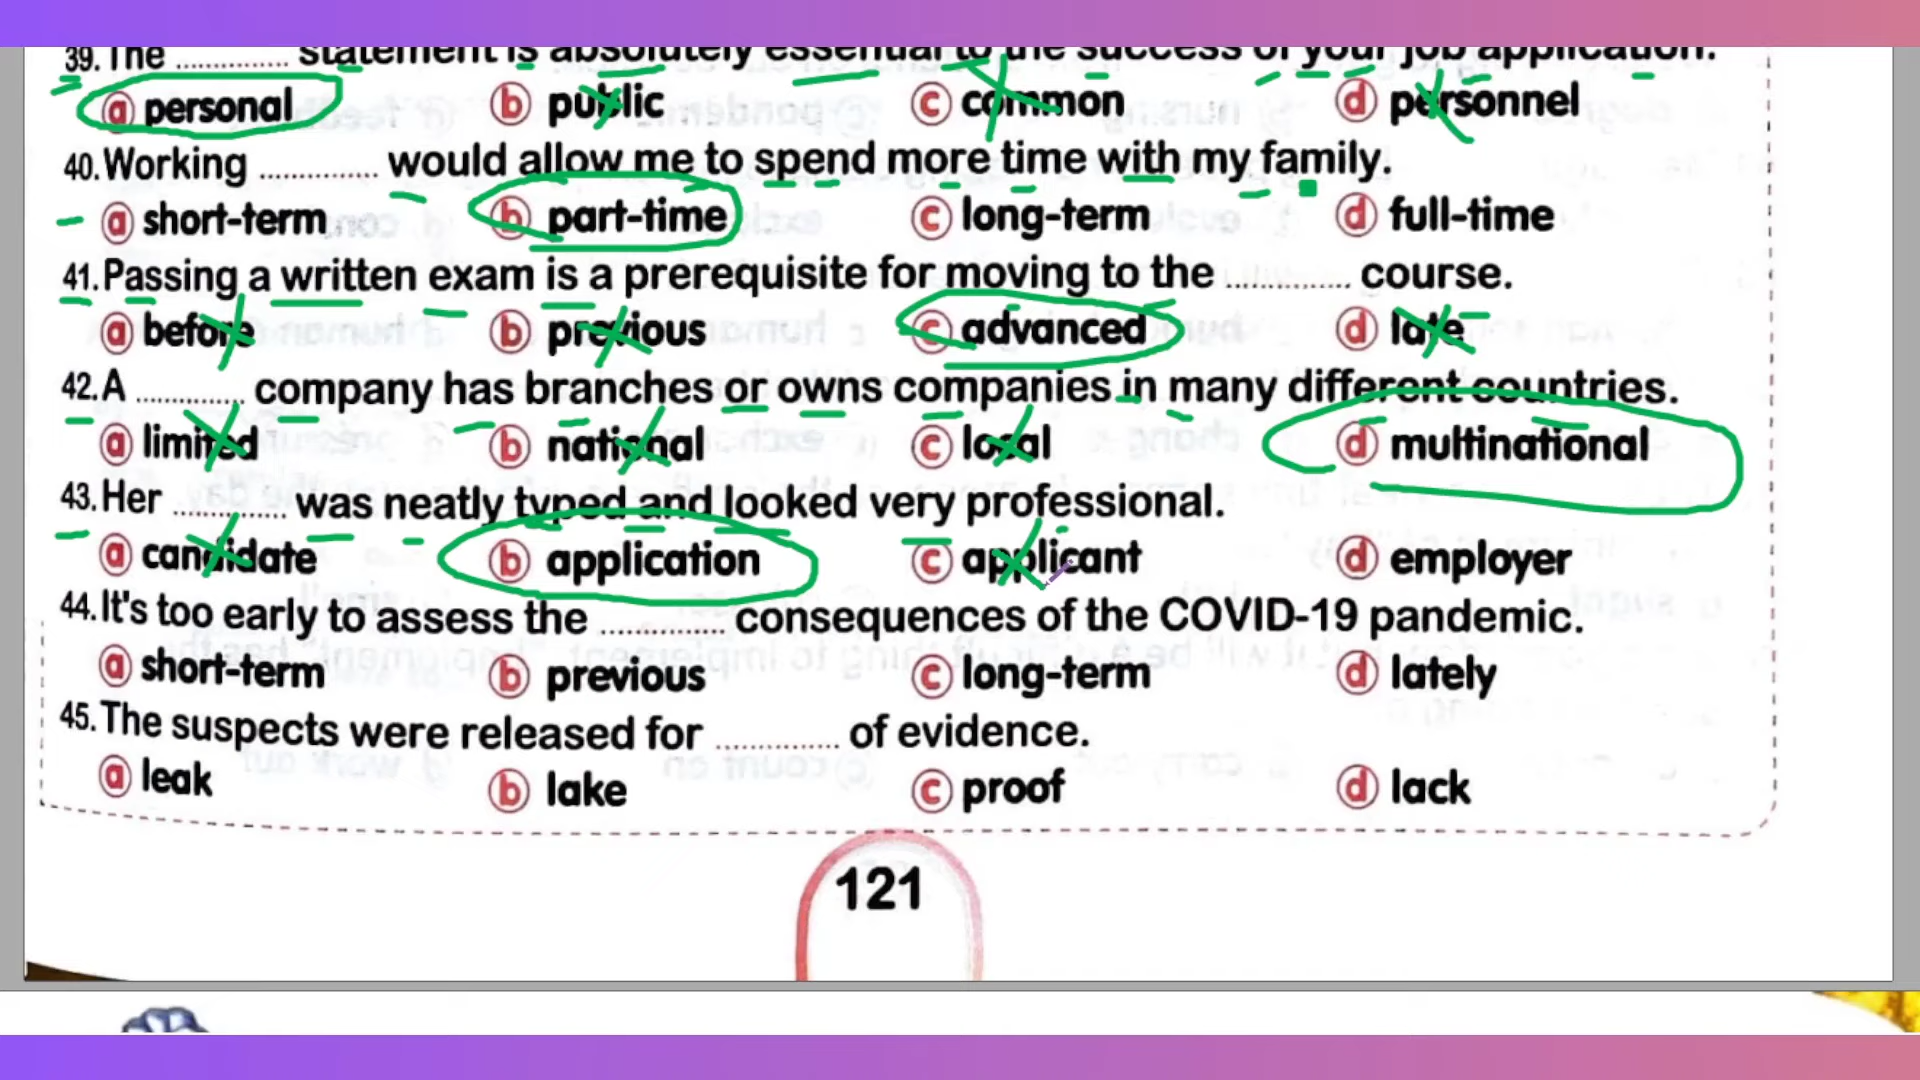 39. The .............. statement is absolutely essential to the success of your job application.
a personal b public c common d personnel
40. Working .............. would allow me to spend more time with my family.
a short-term b part-time c long-term d full-time
41. Passing a written exam is a prerequisite for moving to the .............. course.
a before b previous c advanced d late
42. A .............. company has branches or owns companies in many different countries.
a limited b national c local d multinational
43. Her .............. was neatly typed and looked very professional.
a candidate b application c applicant d employer
44. It's too early to assess the .............. consequences of the COVID-19 pandemic.
a short-term b previous c long-term d lately
45. The suspects were released for .............. of evidence.
a leak b lake c proof d lack
121